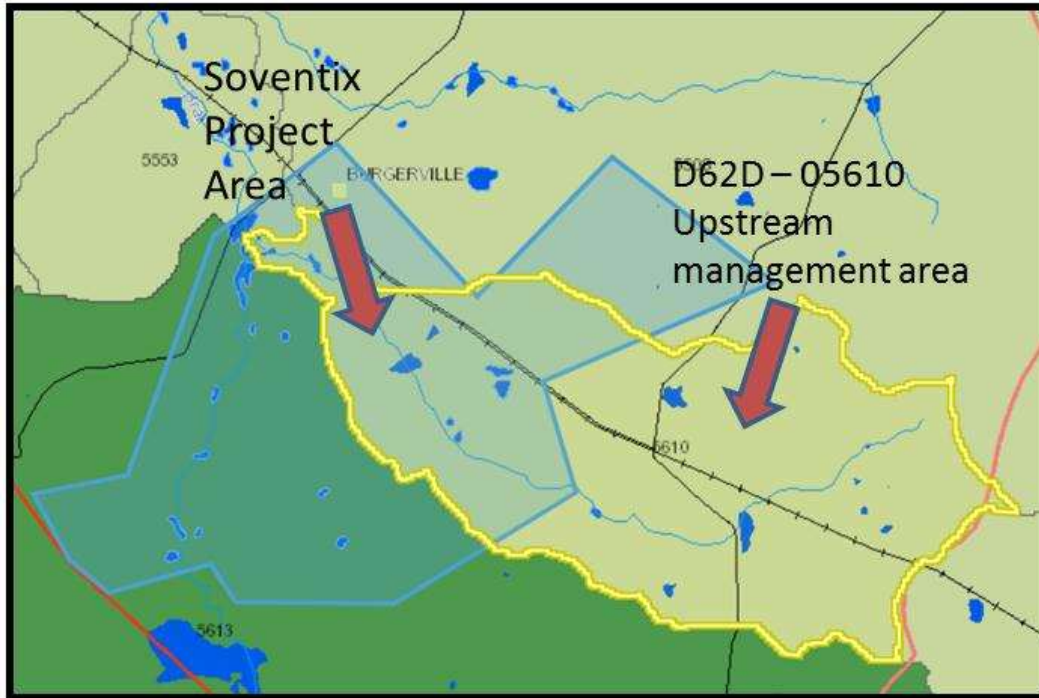 Soventix
Project
Area
5553
BURGERVILLE
D62D – 05610
Upstream
management area
5610
5613